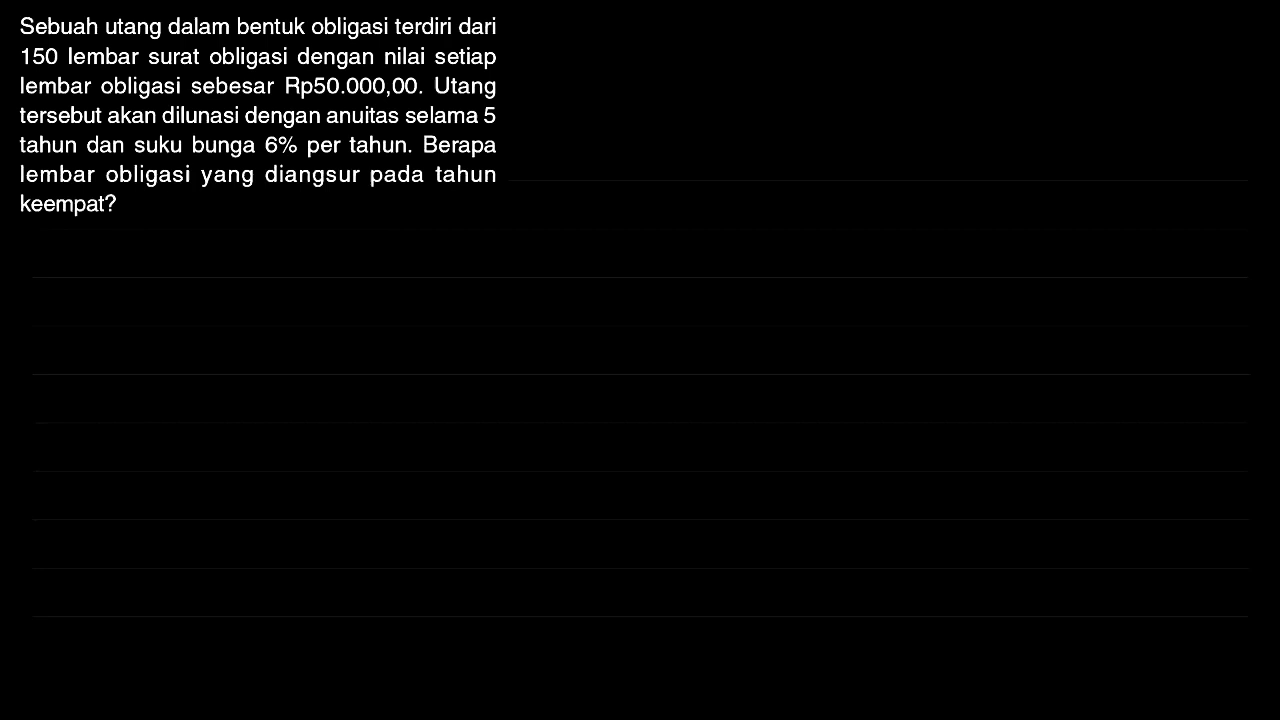 Sebuah utang dalam bentuk obligasi terdiri dari
150 lembar surat obligasi dengan nilai setiap
lembar obligasi sebesar Rp50.000,00. Utang
tersebut akan dilunasi dengan anuitas selama 5
tahun dan suku bunga 6% per tahun. Berapa
lembar obligasi yang diangsur pada tahun
keempat?